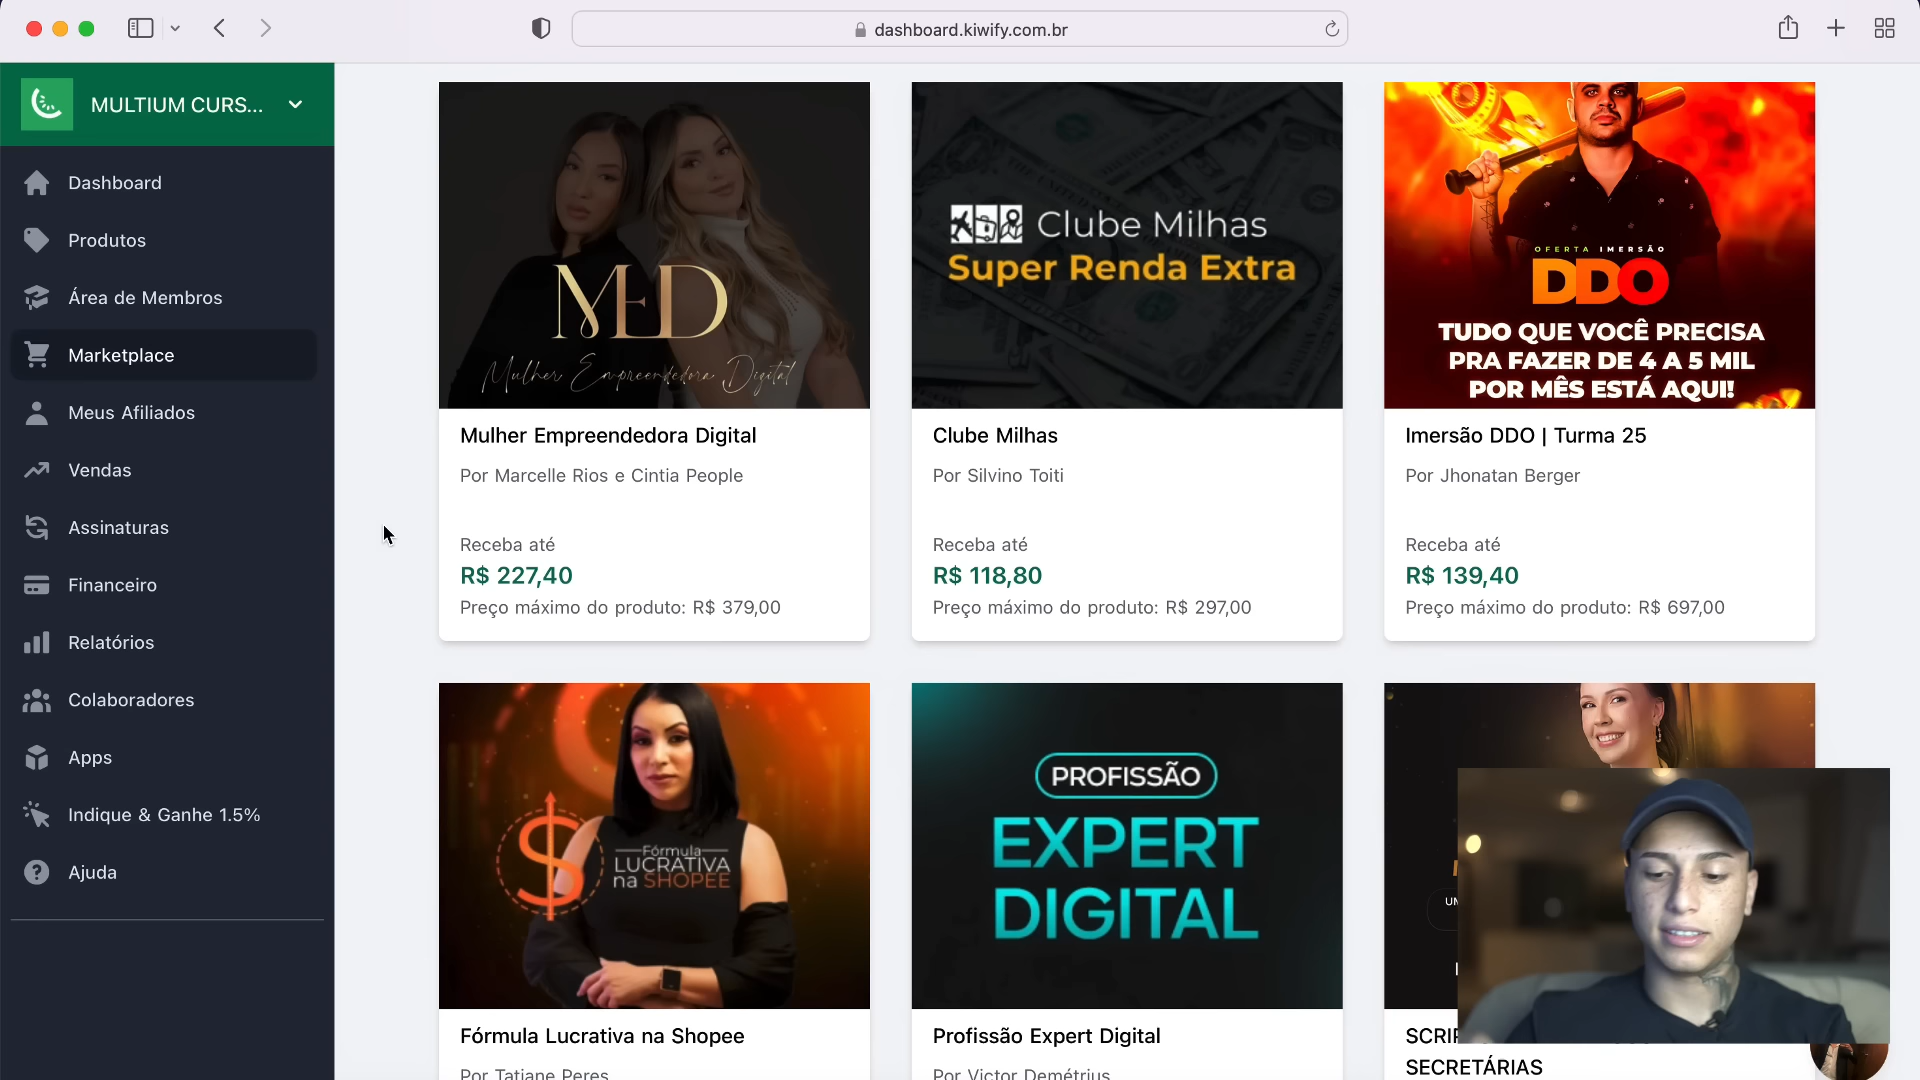 dashboard.kiwify.com.br
MULTIUM CURS...
Dashboard
Produtos
Área de Membros
Marketplace
Meus Afiliados
Vendas
Assinaturas
Financeiro
Relatórios
Colaboradores
Apps
Indique & Ganhe 1.5%
Ajuda
MED
Mulher Empreendedora Digital
Mulher Empreendedora Digital
Por Marcelle Rios e Cintia People
Receba até
R$ 227,40
Preço máximo do produto: R$ 379,00
Clube Milhas
Super Renda Extra
Clube Milhas
Por Silvino Toiti
Receba até
R$ 118,80
Preço máximo do produto: R$ 297,00
OFERTA IMERSÃO
DDO
TUDO QUE VOCÊ PRECISA
PRA FAZER DE 4 A 5 MIL
POR MÊS ESTÁ AQUI!
Imersão DDO | Turma 25
Por Jhonatan Berger
Receba até
R$ 139,40
Preço máximo do produto: R$ 697,00
Fórmula
LUCRATIVA
na SHOPEE
Fórmula Lucrativa na Shopee
Por Tatiane Peres
PROFISSÃO
EXPERT
DIGITAL
Profissão Expert Digital
Por Victor Demétrius
SECRETÁRIAS